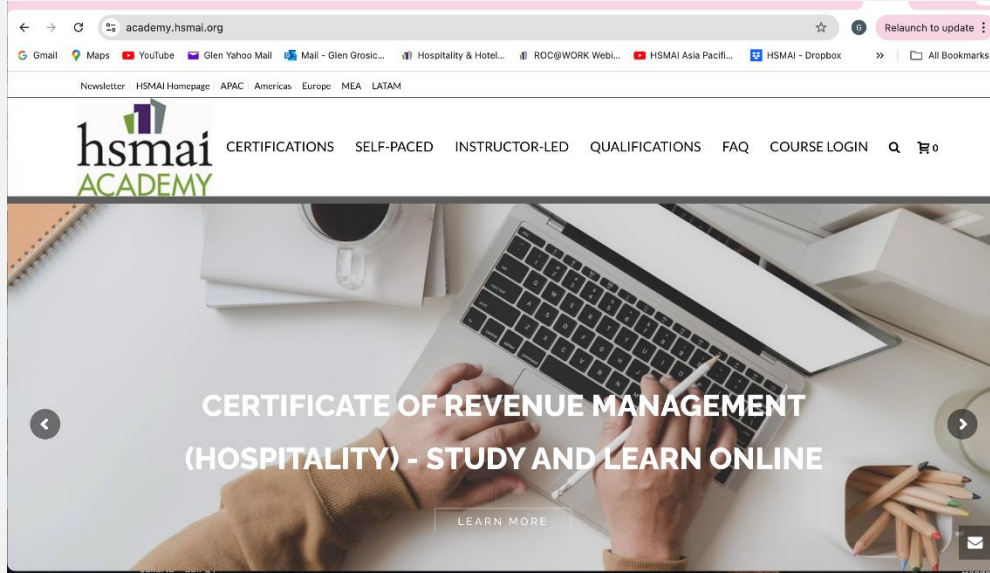 academy.hsmai.org
G
Relaunch to update
Gmail Maps YouTube Glen Yahoo Mail Mail - Glen Grosic... Hospitality & Hotel... ROC@WORK Webi... HSMAI Asia Pacifi... HSMAI - Dropbox » All Bookmarks
Newsletter HSMAI Homepage APAC Americas Europe MEA LATAM
hsmai
ACADEMY
CERTIFICATIONS SELF-PACED INSTRUCTOR-LED QUALIFICATIONS FAQ COURSE LOGIN 0
CERTIFICATE OF REVENUE MANAGEMENT
(HOSPITALITY) - STUDY AND LEARN ONLINE
LEARN MORE